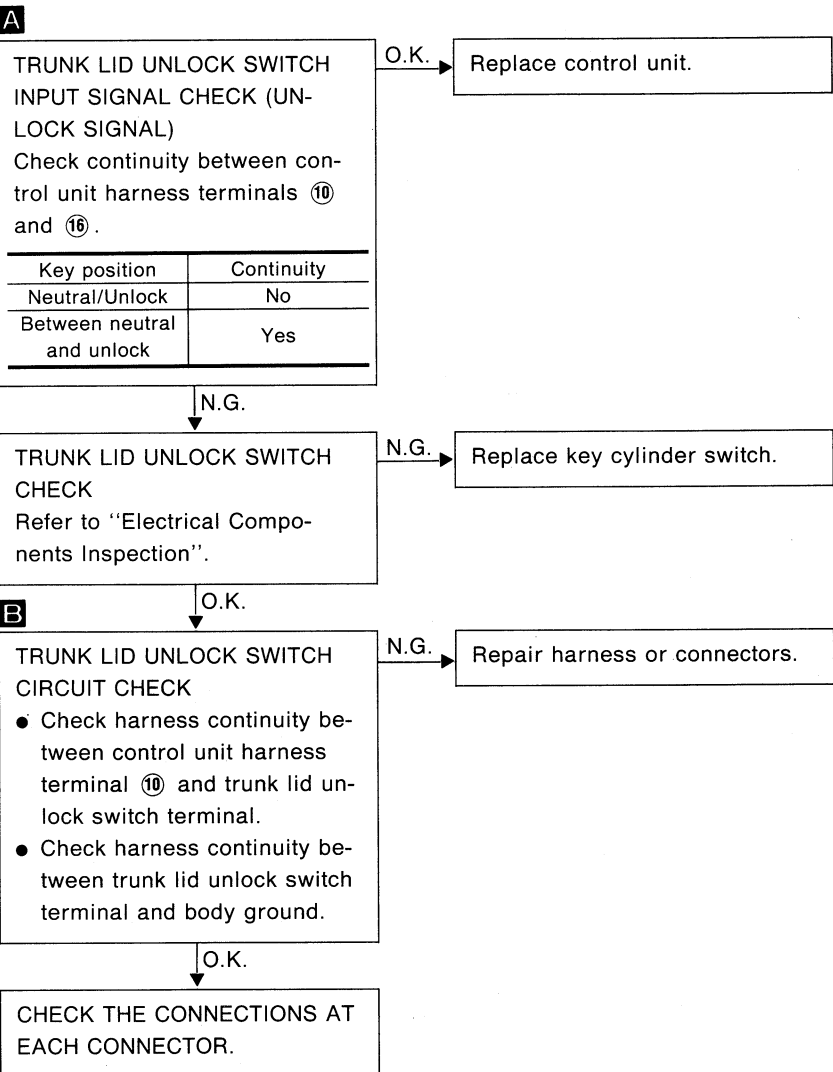 A
TRUNK LID UNLOCK SWITCH
INPUT SIGNAL CHECK (UN-
LOCK SIGNAL)
Check continuity between con-
trol unit harness terminals ⑩
and ⑯.
Key position Continuity
Neutral/Unlock No
Between neutral
and unlock
Yes
O.K.
Replace control unit.
N.G.
TRUNK LID UNLOCK SWITCH
CHECK
Refer to ‘‘Electrical Compo-
nents Inspection’’.
N.G.
Replace key cylinder switch.
O.K.
B
TRUNK LID UNLOCK SWITCH
CIRCUIT CHECK
● Check harness continuity be-
tween control unit harness
terminal ⑩ and trunk lid un-
lock switch terminal.
● Check harness continuity be-
tween trunk lid unlock switch
terminal and body ground.
N.G.
Repair harness or connectors.
O.K.
CHECK THE CONNECTIONS AT
EACH CONNECTOR.